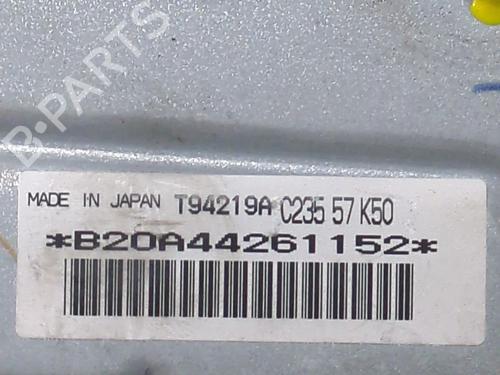 B-PARTS
MADE IN JAPAN T94219A C235 57 K50
*B20A44261152*